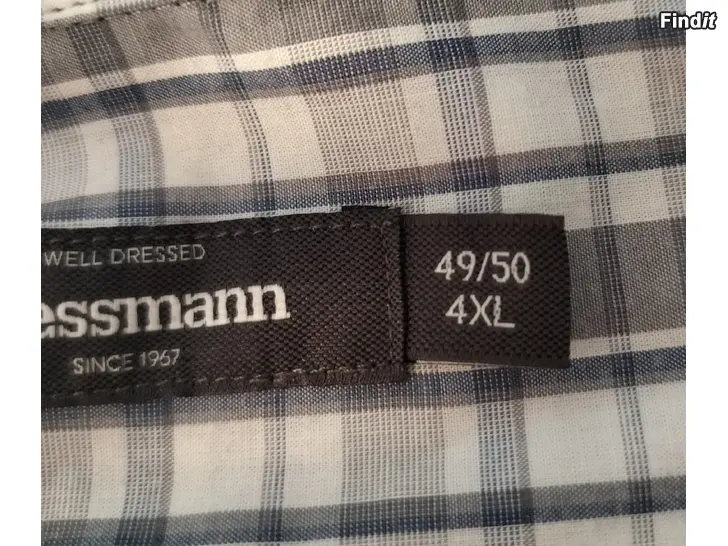 Findit
WELL DRESSED
essmann
SINCE 1967
49/50
4XL